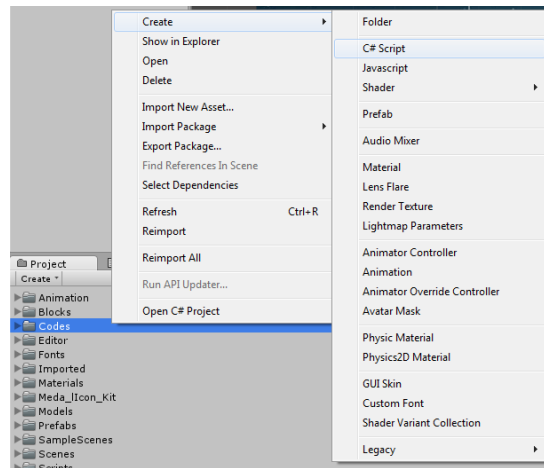 Create
Show in Explorer
Open
Delete
Import New Asset...
Import Package
Export Package...
Find References In Scene
Select Dependencies
Refresh Ctrl+R
Reimport
Reimport All
Run API Updater...
Open C# Project
Folder
C# Script
Javascript
Shader
Prefab
Audio Mixer
Material
Lens Flare
Render Texture
Lightmap Parameters
Animator Controller
Animation
Animator Override Controller
Avatar Mask
Physic Material
Physics2D Material
GUI Skin
Custom Font
Shader Variant Collection
Legacy
Project
Create
Animation
Blocks
Codes
Editor
Fonts
Imported
Materials
Meda_lIcon_Kit
Models
Prefabs
SampleScenes
Scenes
Scripts